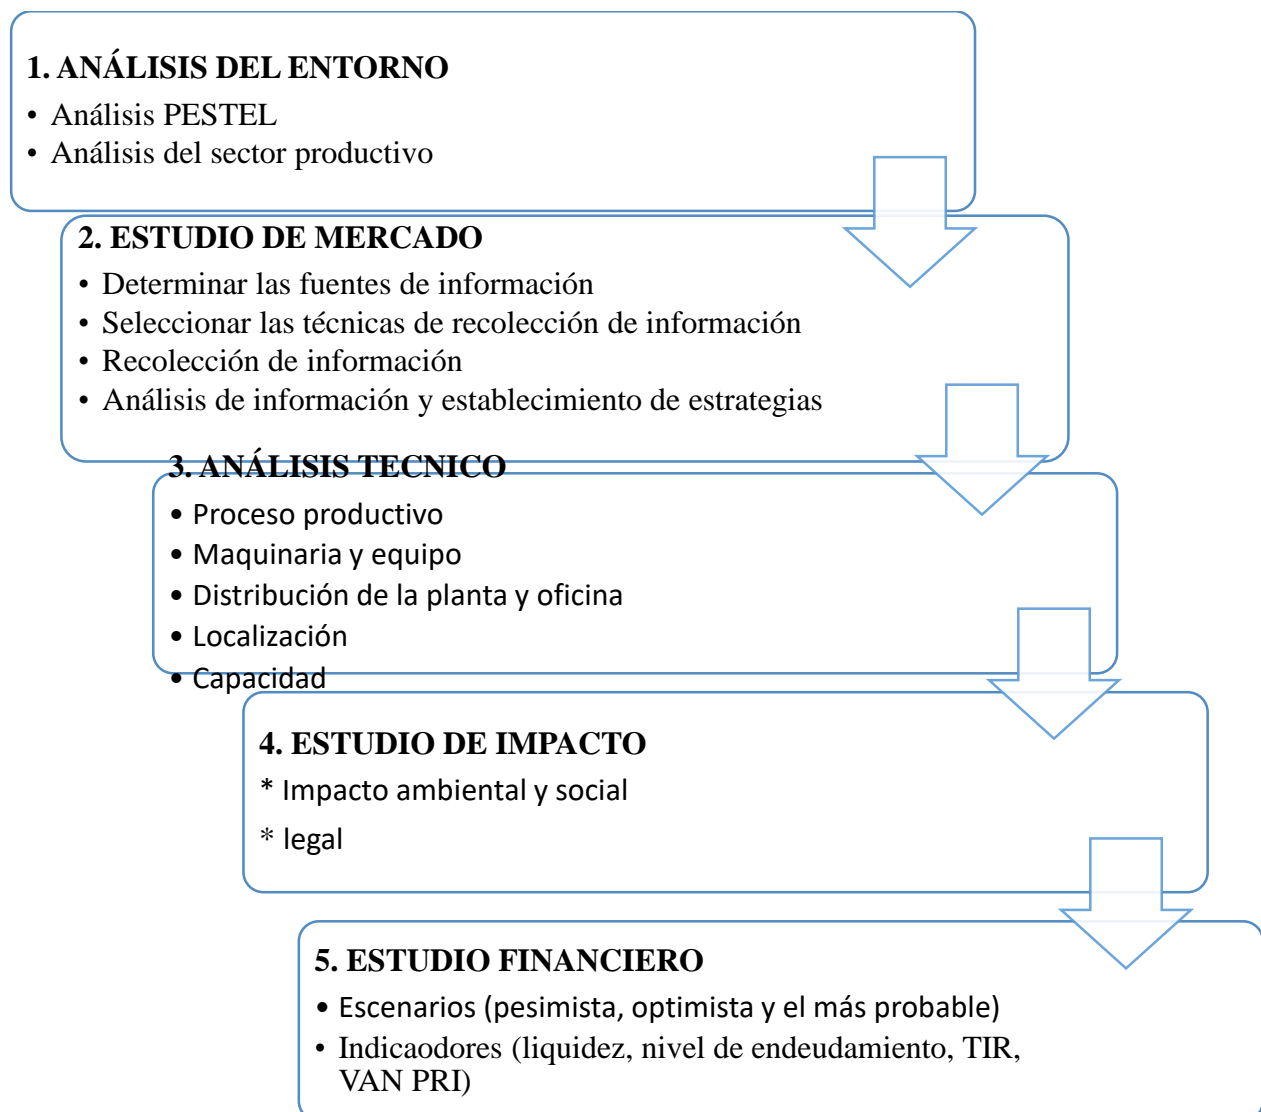 1. ANÁLISIS DEL ENTORNO
• Análisis PESTEL
• Análisis del sector productivo
2. ESTUDIO DE MERCADO
• Determinar las fuentes de información
• Seleccionar las técnicas de recolección de información
• Recolección de información
• Análisis de información y establecimiento de estrategias
3. ANÁLISIS TECNICO
• Proceso productivo
• Maquinaria y equipo
• Distribución de la planta y oficina
• Localización
• Capacidad
4. ESTUDIO DE IMPACTO
* Impacto ambiental y social
* legal
5. ESTUDIO FINANCIERO
• Escenarios (pesimista, optimista y el más probable)
• Indicaodores (liquidez, nivel de endeudamiento, TIR,
VAN PRI)